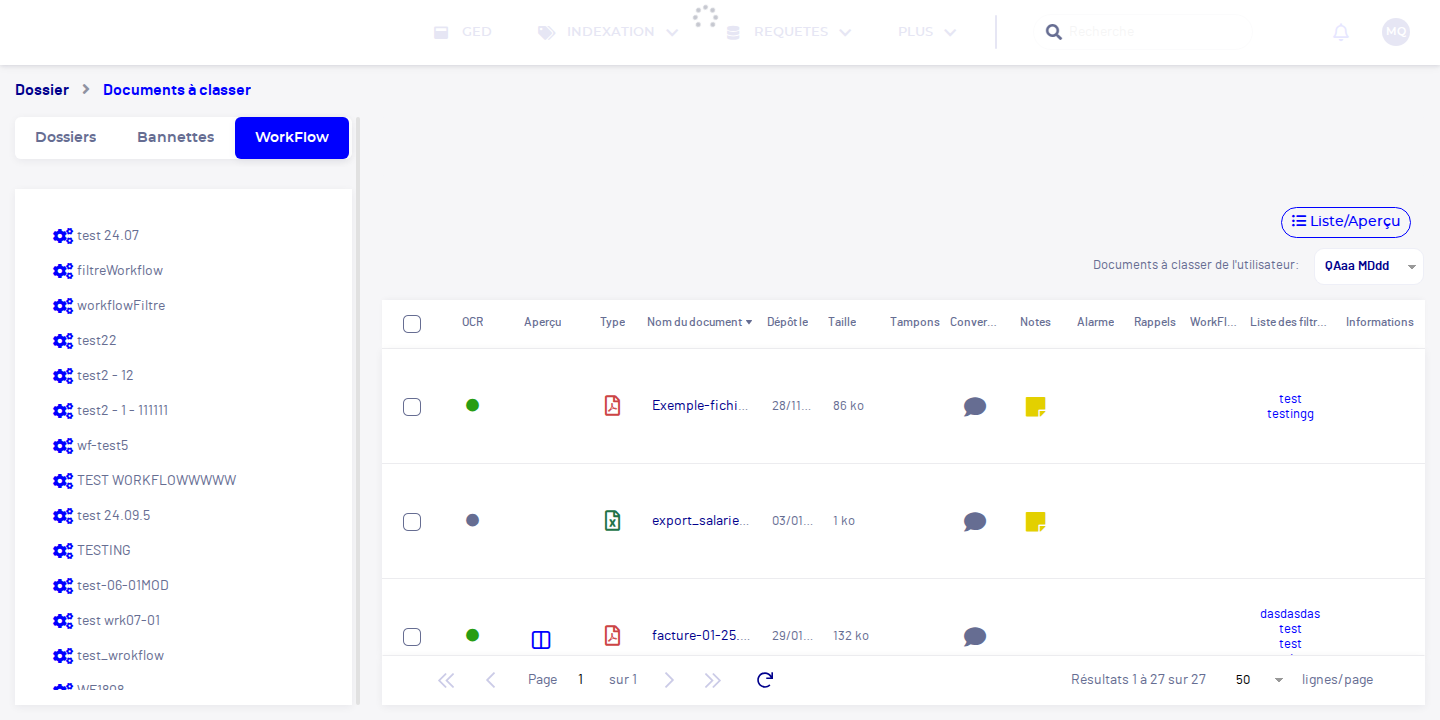 GED INDEXATION REQUETES PLUS Recherche MQ
Dossier Documents à classer
Dossiers Bannettes WorkFlow
test 24.07
filtreWorkflow
workflowFiltre
test22
test2 - 12
test2 - 1 - 111111
wf-test5
TEST WORKFLOWWWWW
test 24.09.5
TESTING
test-06-01MOD
test wrk07-01
test_wrokflow
WF1808
Liste/Aperçu
Documents à classer de l'utilisateur: QAaa MDdd
OCR Aperçu Type Nom du document Dépôt le Taille Tampons Conver... Notes Alarme Rappels WorkFl... Liste des filtr... Informations
Exemple-fichi... 28/11... 86 ko test
testingg
export_salarie... 03/01... 1 ko
facture-01-25.... 29/01... 132 ko dasdasdas
test
test
Page 1 sur 1 Résultats 1 à 27 sur 27 50 lignes/page